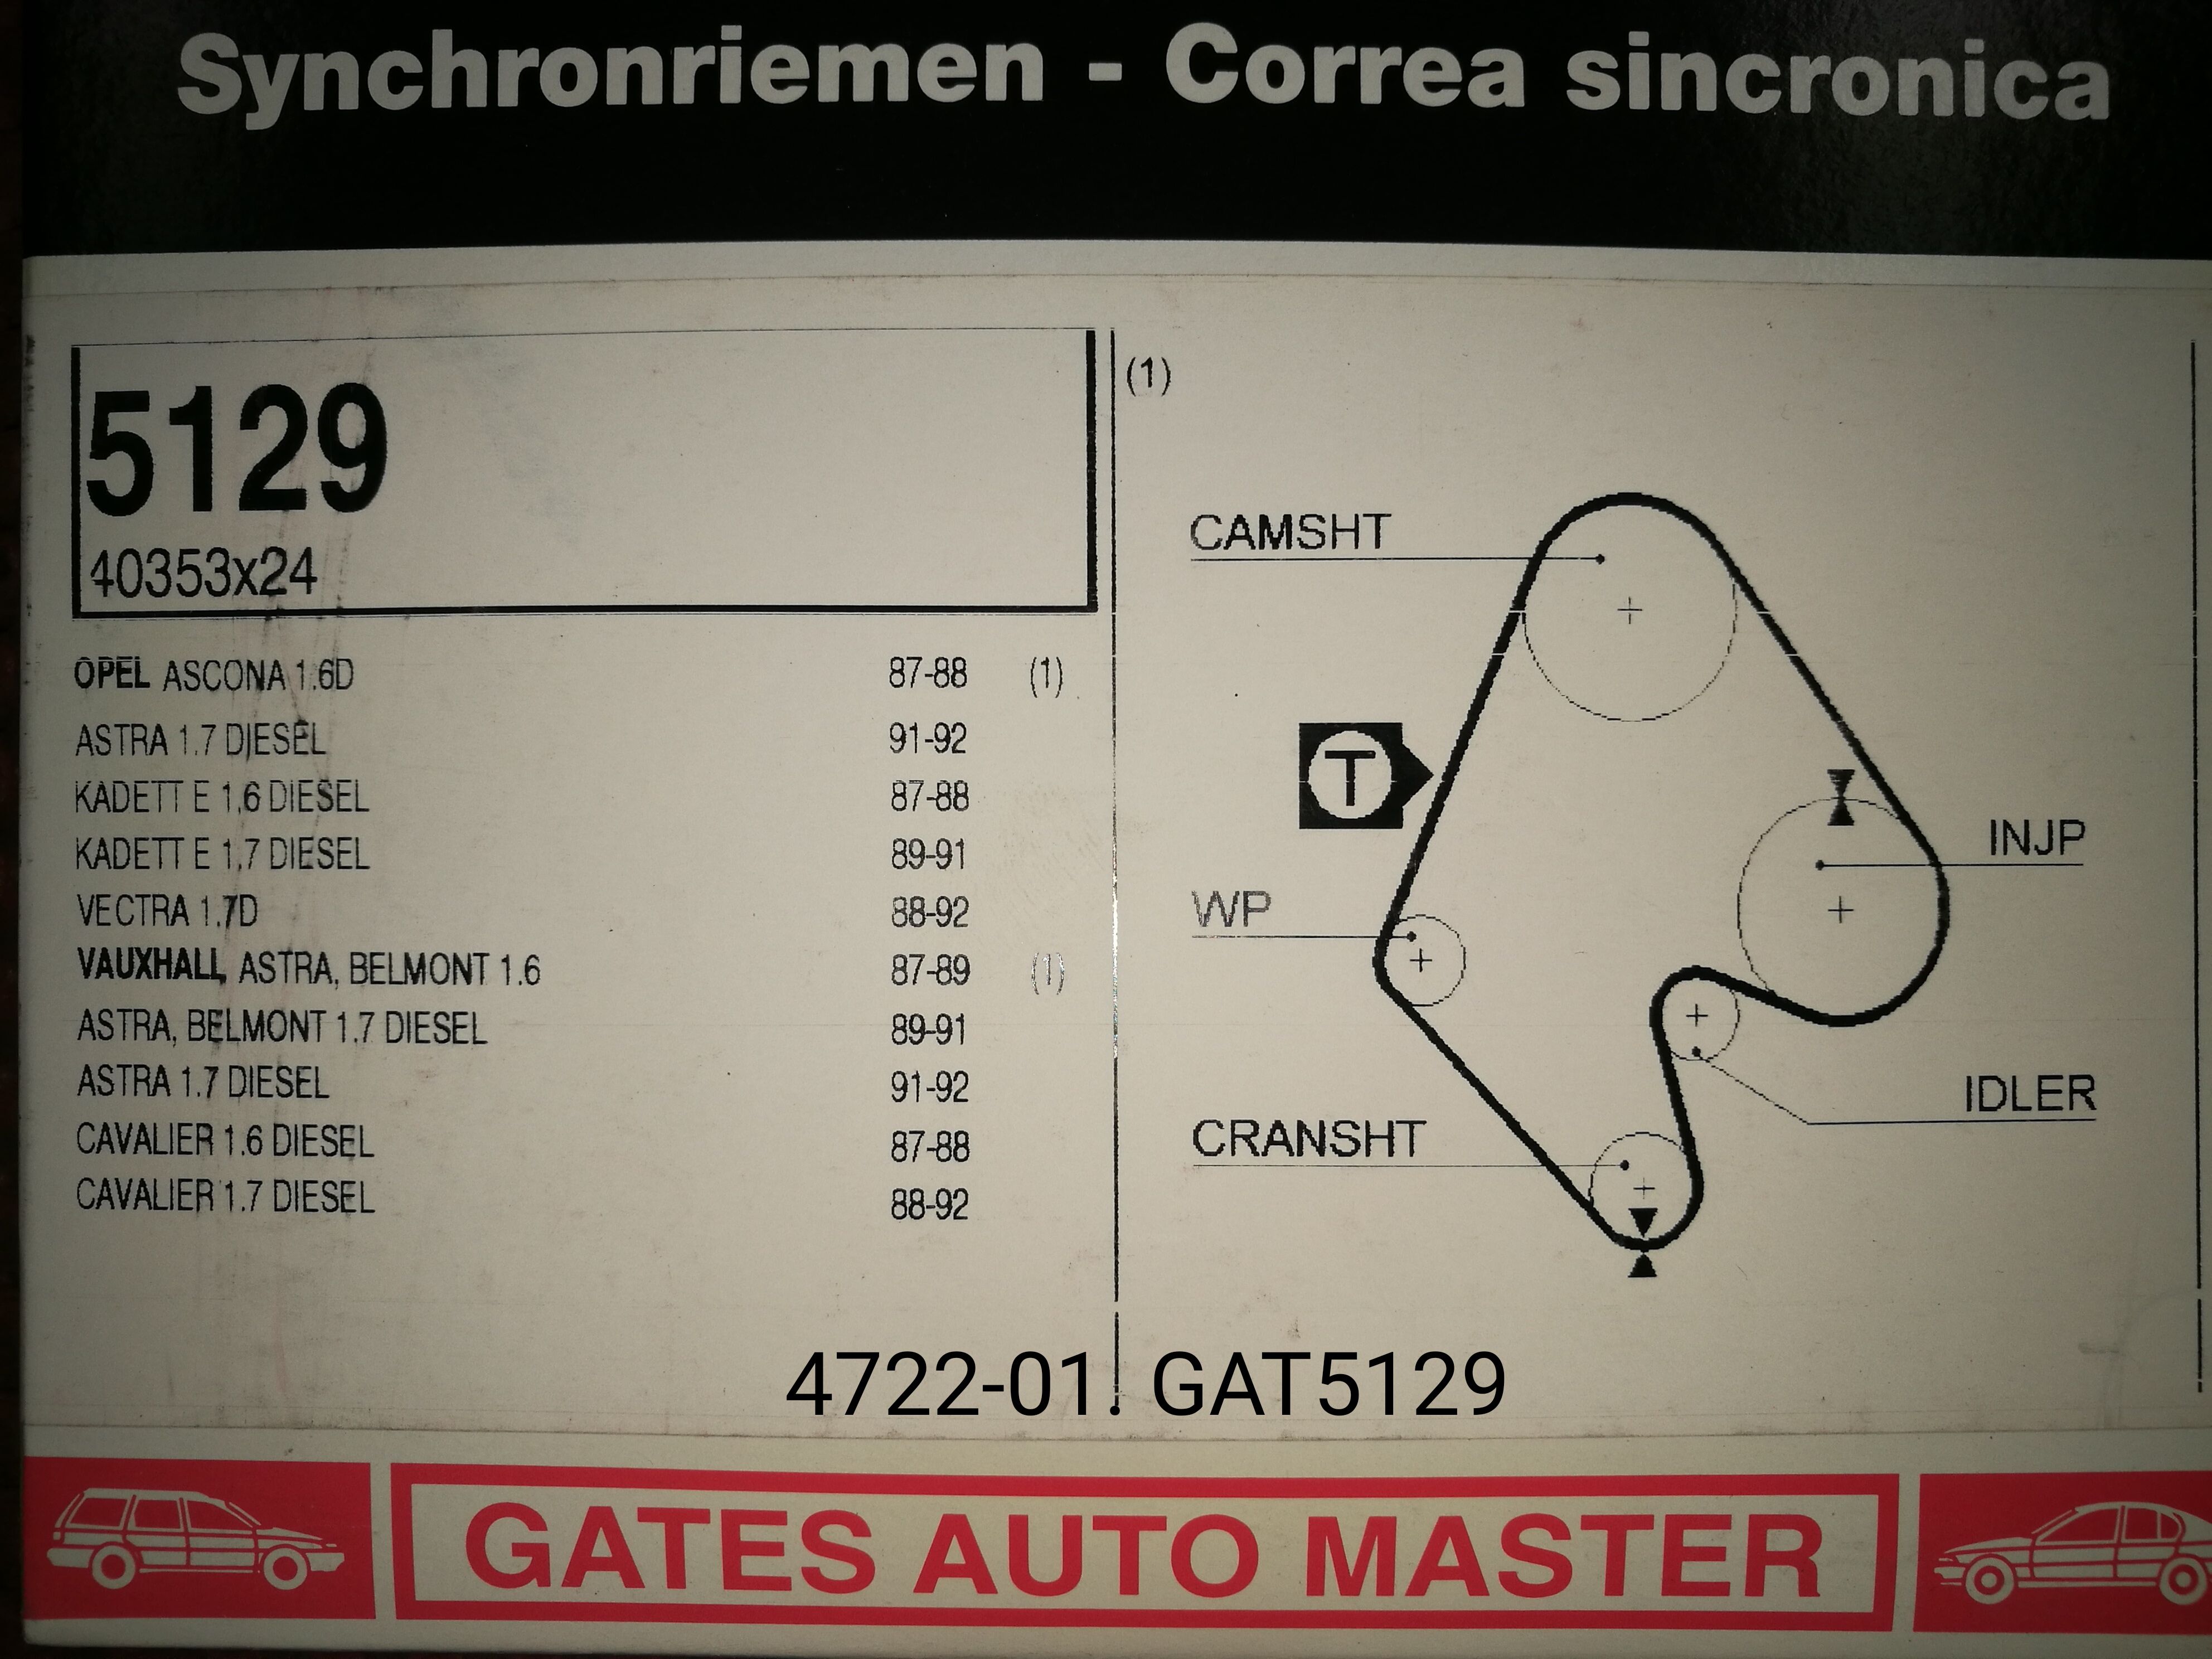 Synchronriemen - Correa sincronica
5129
40353x24
OPEL ASCONA 1.6D 87-88 (1)
ASTRA 1.7 DIESEL 91-92
KADETT E 1,6 DIESEL 87-88
KADETT E 1,7 DIESEL 89-91
VECTRA 1.7D 88-92
VAUXHALL ASTRA, BELMONT 1.6 87-89 (1)
ASTRA, BELMONT 1.7 DIESEL 89-91
ASTRA 1.7 DIESEL 91-92
CAVALIER 1.6 DIESEL 87-88
CAVALIER 1.7 DIESEL 88-92
(1)
CAMSHT
T
INJP
WP
IDLER
CRANSHT
4722-01. GAT5129
GATES AUTO MASTER